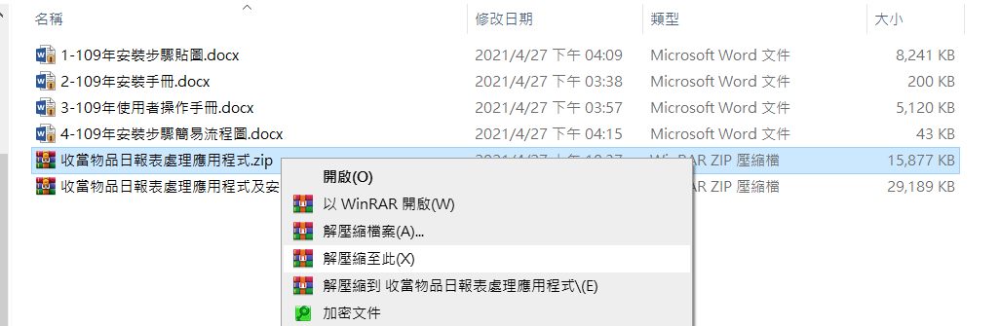 名稱 修改日期 類型 大小
1-109年安裝步驟貼圖.docx 2021/4/27 下午 04:09 Microsoft Word 文件 8,241 KB
2-109年安裝手冊.docx 2021/4/27 下午 03:38 Microsoft Word 文件 200 KB
3-109年使用者操作手冊.docx 2021/4/27 下午 03:57 Microsoft Word 文件 5,120 KB
4-109年安裝步驟簡易流程圖.docx 2021/4/27 下午 04:15 Microsoft Word 文件 43 KB
收當物品日報表處理應用程式.zip WinRAR ZIP 壓縮檔 15,877 KB
收當物品日報表處理應用程式及安 AR ZIP 壓縮檔 29,189 KB
開啟(O)
以 WinRAR 開啟(W)
解壓縮檔案(A)...
解壓縮至此(X)
解壓縮到 收當物品日報表處理應用程式\(E)
加密文件